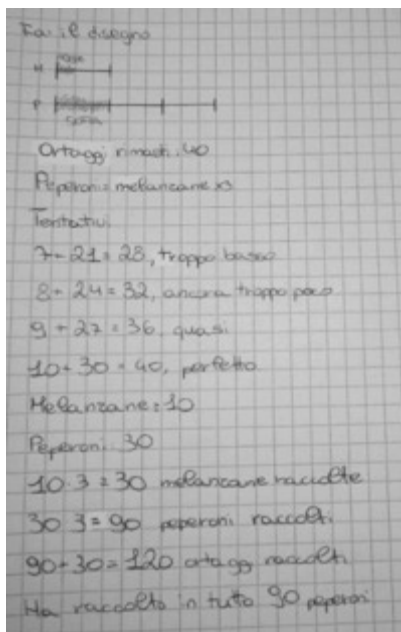 Fai il disegno
M
P
Ortaggi rimasti: 40
Peperoni = melancane x3
Tentativi
7+21=28, troppo basso
8+24=32, ancora troppo poco
9+27=36, quasi
10+30=40, perfetto
Melanzane: 10
Peperoni: 30
10·3=30 melancane raccolte
30·3=90 peperoni raccolti
90+30=120 ortaggi raccolti
Ha raccolto in tutto 90 peperoni